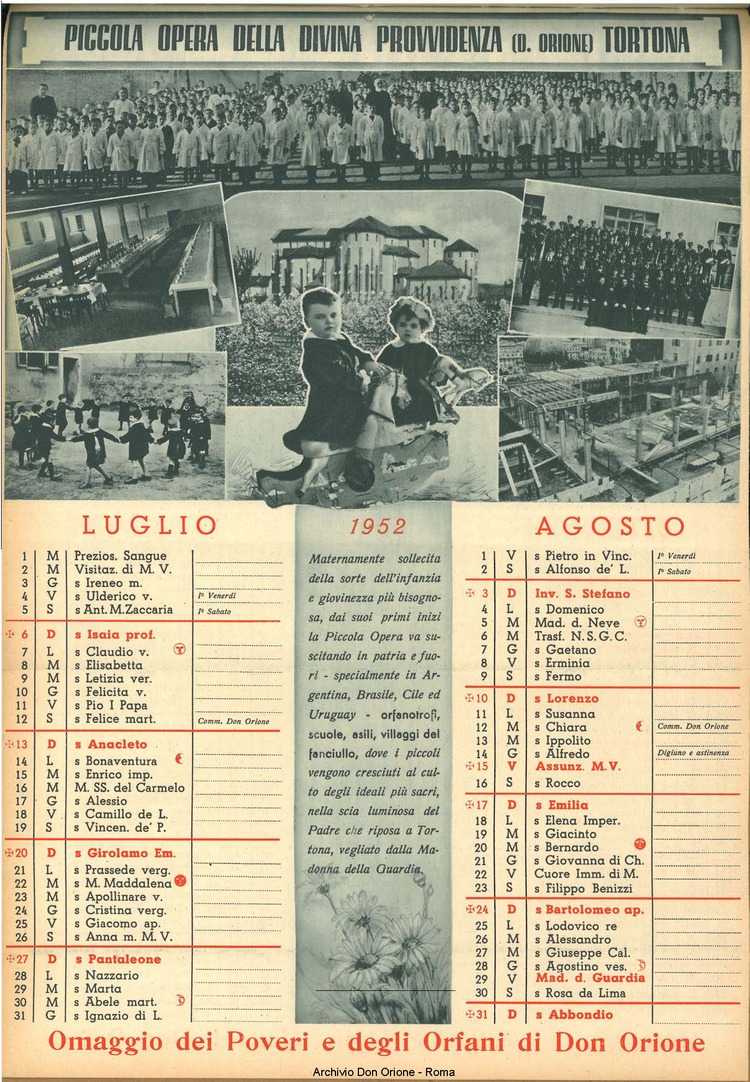 PICCOLA OPERA DELLA DIVINA PROVVIDENZA (D. ORIONE) TORTONA
LUGLIO
1 M Prezios. Sangue
2 M Visitaz. di M. V.
3 G s Ireneo m.
4 V s Ulderico v. 1º Venerdì
5 S s Ant. M. Zaccaria 1º Sabato
✠ 6 D s Isaia prof.
7 L s Claudio v.
8 M s Elisabetta
9 M s Letizia ver.
10 G s Felicita v.
11 V s Pio I Papa
12 S s Felice mart. Comm. Don Orione
✠ 13 D s Anacleto
14 L s Bonaventura
15 M s Enrico imp.
16 M M. SS. del Carmelo
17 G s Alessio
18 V s Camillo de L.
19 S s Vincen. de' P.
✠ 20 D s Girolamo Em.
21 L s Prassede verg.
22 M s M. Maddalena
23 M s Apollinare v.
24 G s Cristina verg.
25 V s Giacomo ap.
26 S s Anna m. M. V.
✠ 27 D s Pantaleone
28 L s Nazzario
29 M s Marta
30 M s Abele mart.
31 G s Ignazio di L.
1952
Maternamente sollecita
della sorte dell'infanzia
e giovinezza più bisogno-
sa, dai suoi primi inizi
la Piccola Opera va su-
scitando in patria e fuo-
ri - specialmente in Ar-
gentina, Brasile, Cile ed
Uruguay - orfanotrofi,
scuole, asili, villaggi del
fanciullo, dove i piccoli
vengono cresciuti al cul-
to degli ideali più sacri,
nella scia luminosa del
Padre che riposa a Tor-
tona, vegliato dalla Ma-
donna della Guardia.
AGOSTO
1 V s Pietro in Vinc. 1º Venerdì
2 S s Alfonso de' L. 1º Sabato
✠ 3 D Inv. S. Stefano
4 L s Domenico
5 M Mad. d. Neve
6 M Trasf. N. S. G. C.
7 G s Gaetano
8 V s Erminia
9 S s Fermo
✠ 10 D s Lorenzo
11 L s Susanna
12 M s Chiara Comm. Don Orione
13 M s Ippolito
14 G s Alfredo Digiuno e astinenza
✠ 15 V Assunz. M. V.
16 S s Rocco
✠ 17 D s Emilia
18 L s Elena Imper.
19 M s Giacinto
20 M s Bernardo
21 G s Giovanna di Ch.
22 V Cuore Imm. di M.
23 S s Filippo Benizzi
✠ 24 D s Bartolomeo ap.
25 L s Lodovico re
26 M s Alessandro
27 M s Giuseppe Cal.
28 G s Agostino ves.
29 V Mad. d. Guardia
30 S s Rosa da Lima
✠ 31 D s Abbondio
Omaggio dei Poveri e degli Orfani di Don Orione
Archivio Don Orione - Roma